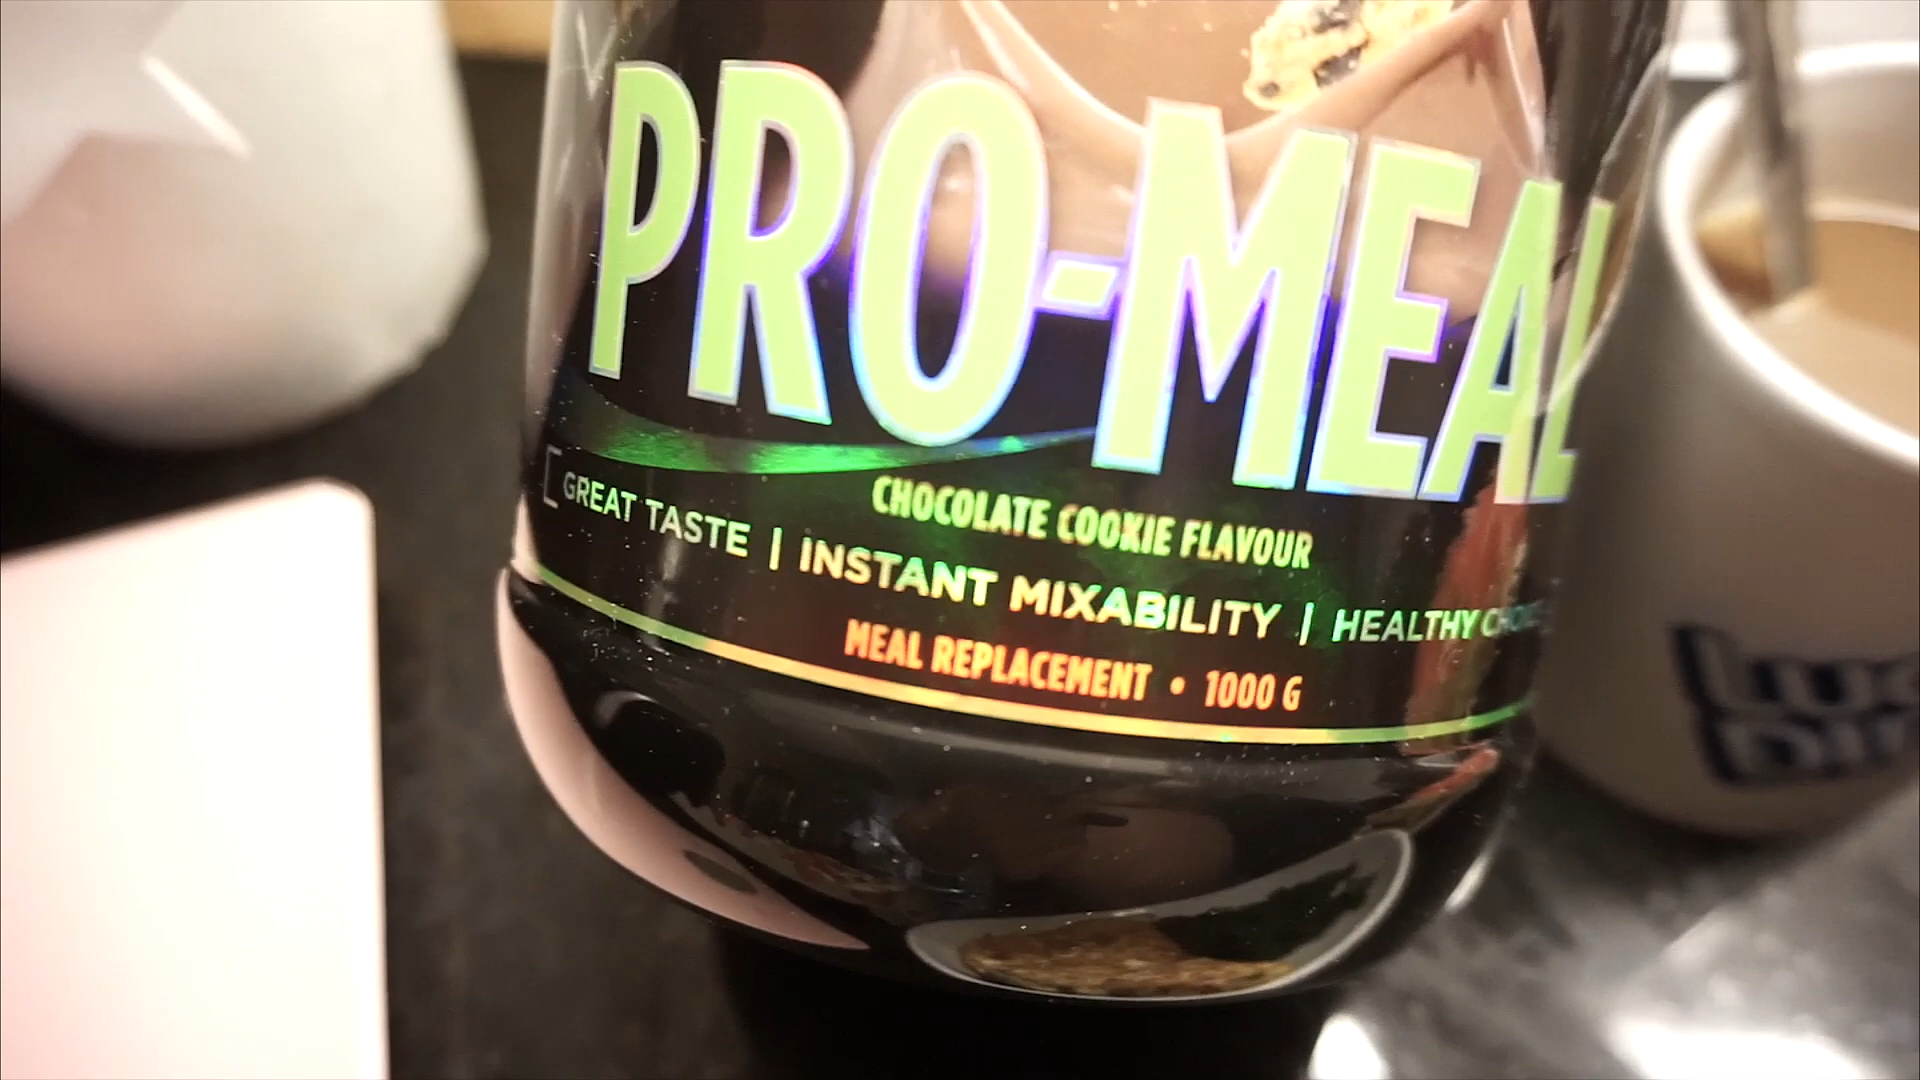 PRO-MEAL
CHOCOLATE COOKIE FLAVOUR
GREAT TASTE | INSTANT MIXABILITY | HEALTHY
MEAL REPLACEMENT • 1000 G